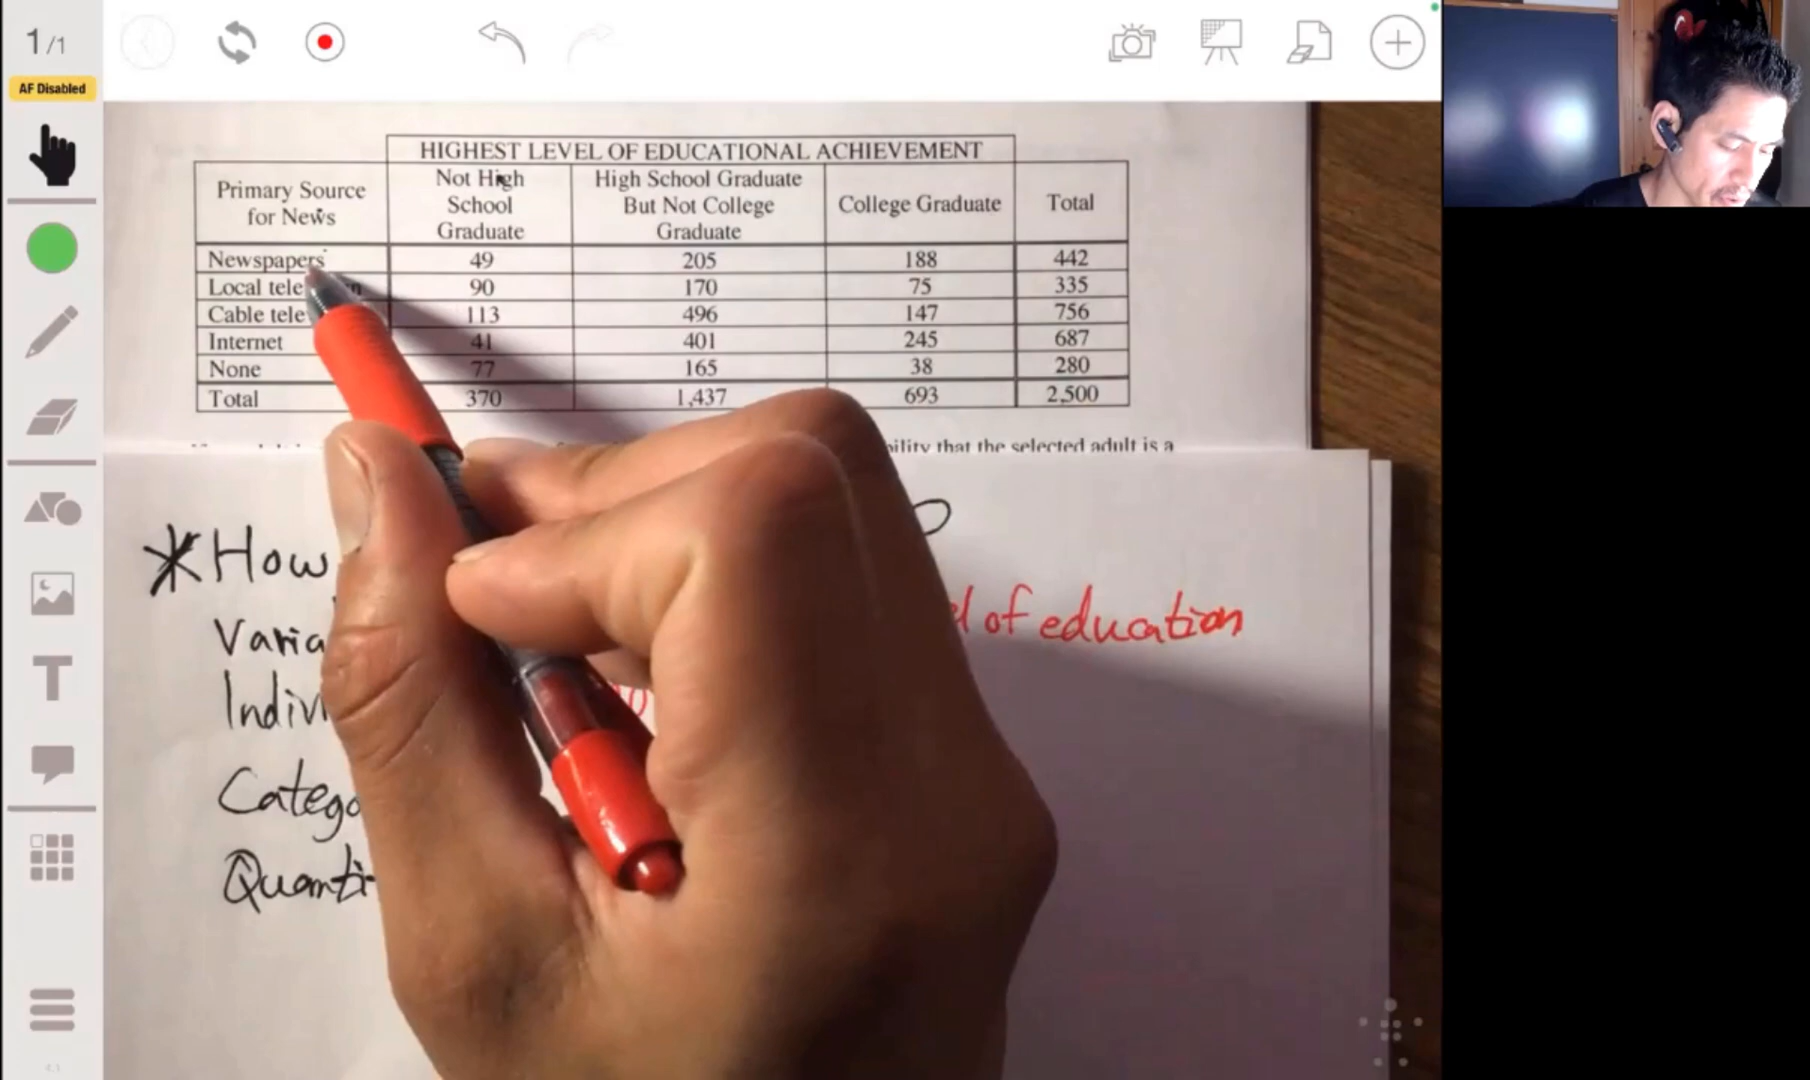 1/1
AF Disabled
HIGHEST LEVEL OF EDUCATIONAL ACHIEVEMENT
Primary Source for News | Not High School Graduate | High School Graduate But Not College Graduate | College Graduate | Total
Newspapers 49 205 188 442
Local tele 90 170 75 335
Cable tele 113 496 147 756
Internet 41 401 245 687
None 77 165 38 280
Total 370 1,437 693 2,500
that the selected adult is a
*How
Varia
of education
Indiv
Catego
Quanti
T